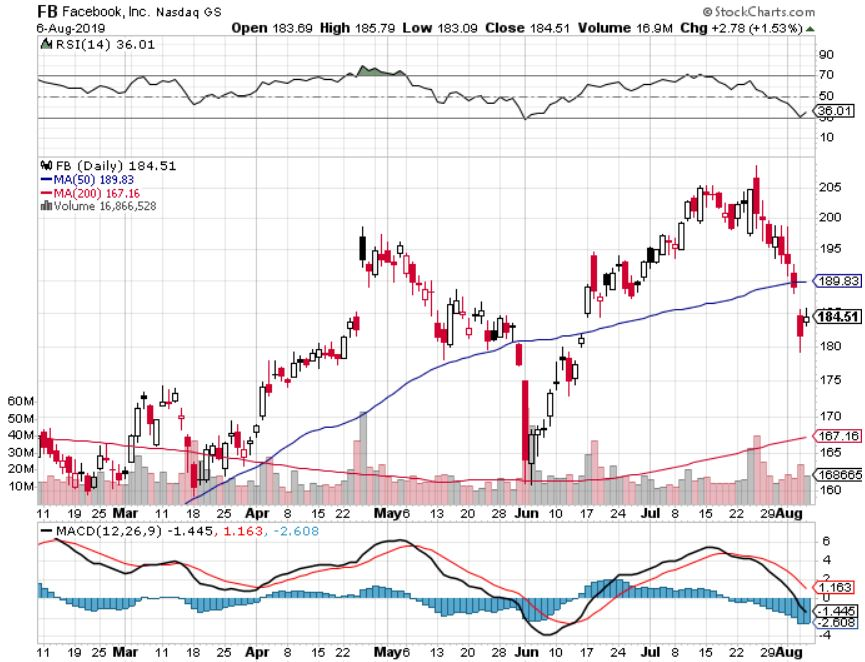 FB Facebook, Inc. Nasdaq GS © StockCharts.com
6-Aug-2019 Open 183.69 High 185.79 Low 183.09 Close 184.51 Volume 16.9M Chg +2.78 (+1.53%)
RSI(14) 36.01
90
70
50
36.01
30
10
FB (Daily) 184.51
MA(50) 189.83
MA(200) 167.16
Volume 16,866,528
205
200
195
189.83
184.51
180
175
170
167.16
165
168665
160
60M
50M
40M
30M
20M
10M
11 19 25 Mar 11 18 25 Apr 8 15 22 May 6 13 20 28 Jun 10 17 24 Jul 8 15 22 29 Aug
MACD(12,26,9) -1.445, 1.163, -2.608
6
4
2
1.163
0
-1.445
-2.608
-4
11 19 25 Mar 11 18 25 Apr 8 15 22 May 6 13 20 28 Jun 10 17 24 Jul 8 15 22 29 Aug